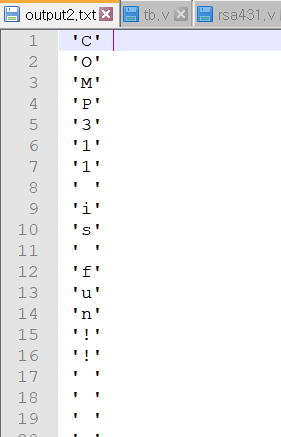 output2.txt tb.v rsa431.v
1 'C'
2 'O'
3 'M'
4 'P'
5 '3'
6 '1'
7 '1'
8 ' '
9 'i'
10 's'
11 ' '
12 'f'
13 'u'
14 'n'
15 '!'
16 '!'
17 ' '
18 ' '
19 ' '